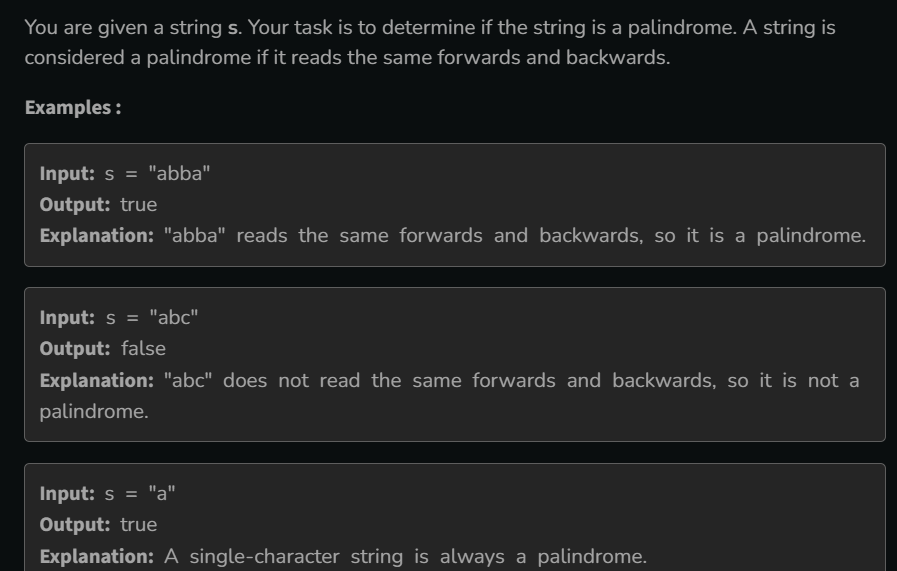 You are given a string s. Your task is to determine if the string is a palindrome. A string is
considered a palindrome if it reads the same forwards and backwards.
Examples :
Input: s = "abba"
Output: true
Explanation: "abba" reads the same forwards and backwards, so it is a palindrome.
Input: s = "abc"
Output: false
Explanation: "abc" does not read the same forwards and backwards, so it is not a
palindrome.
Input: s = "a"
Output: true
Explanation: A single-character string is always a palindrome.